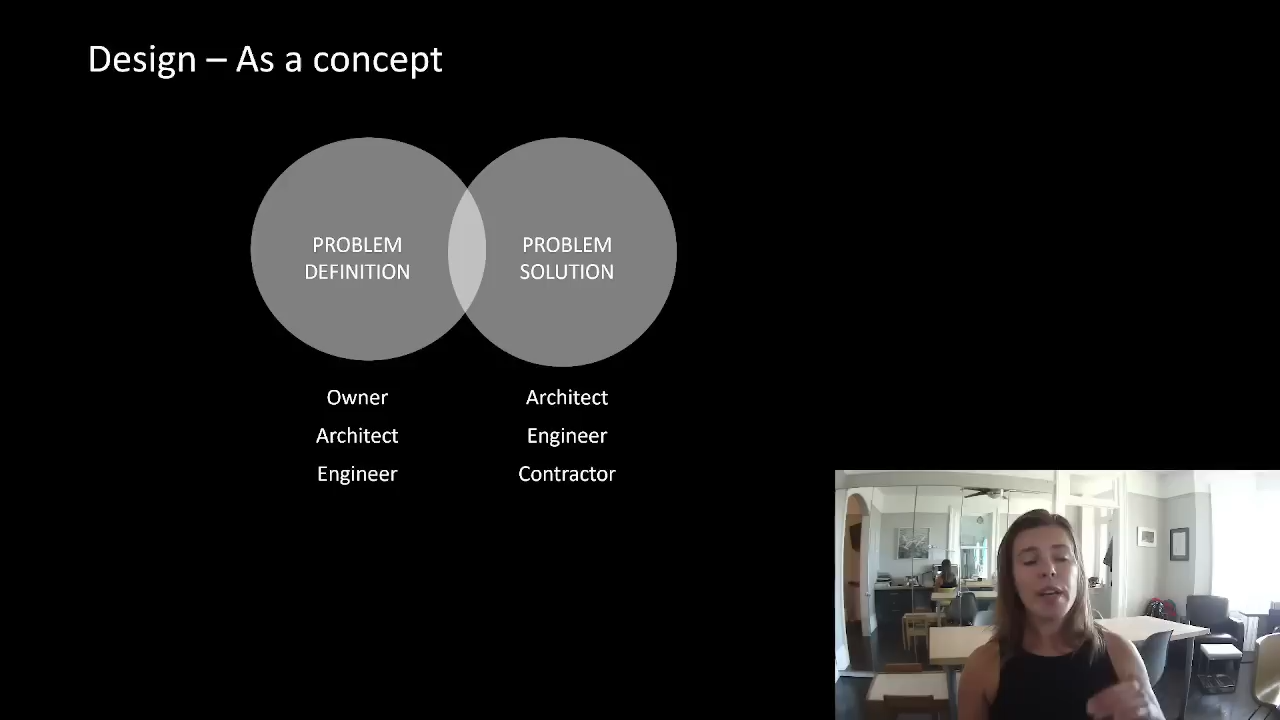 Design – As a concept
PROBLEM
DEFINITION
PROBLEM
SOLUTION
Owner
Architect
Engineer
Architect
Engineer
Contractor